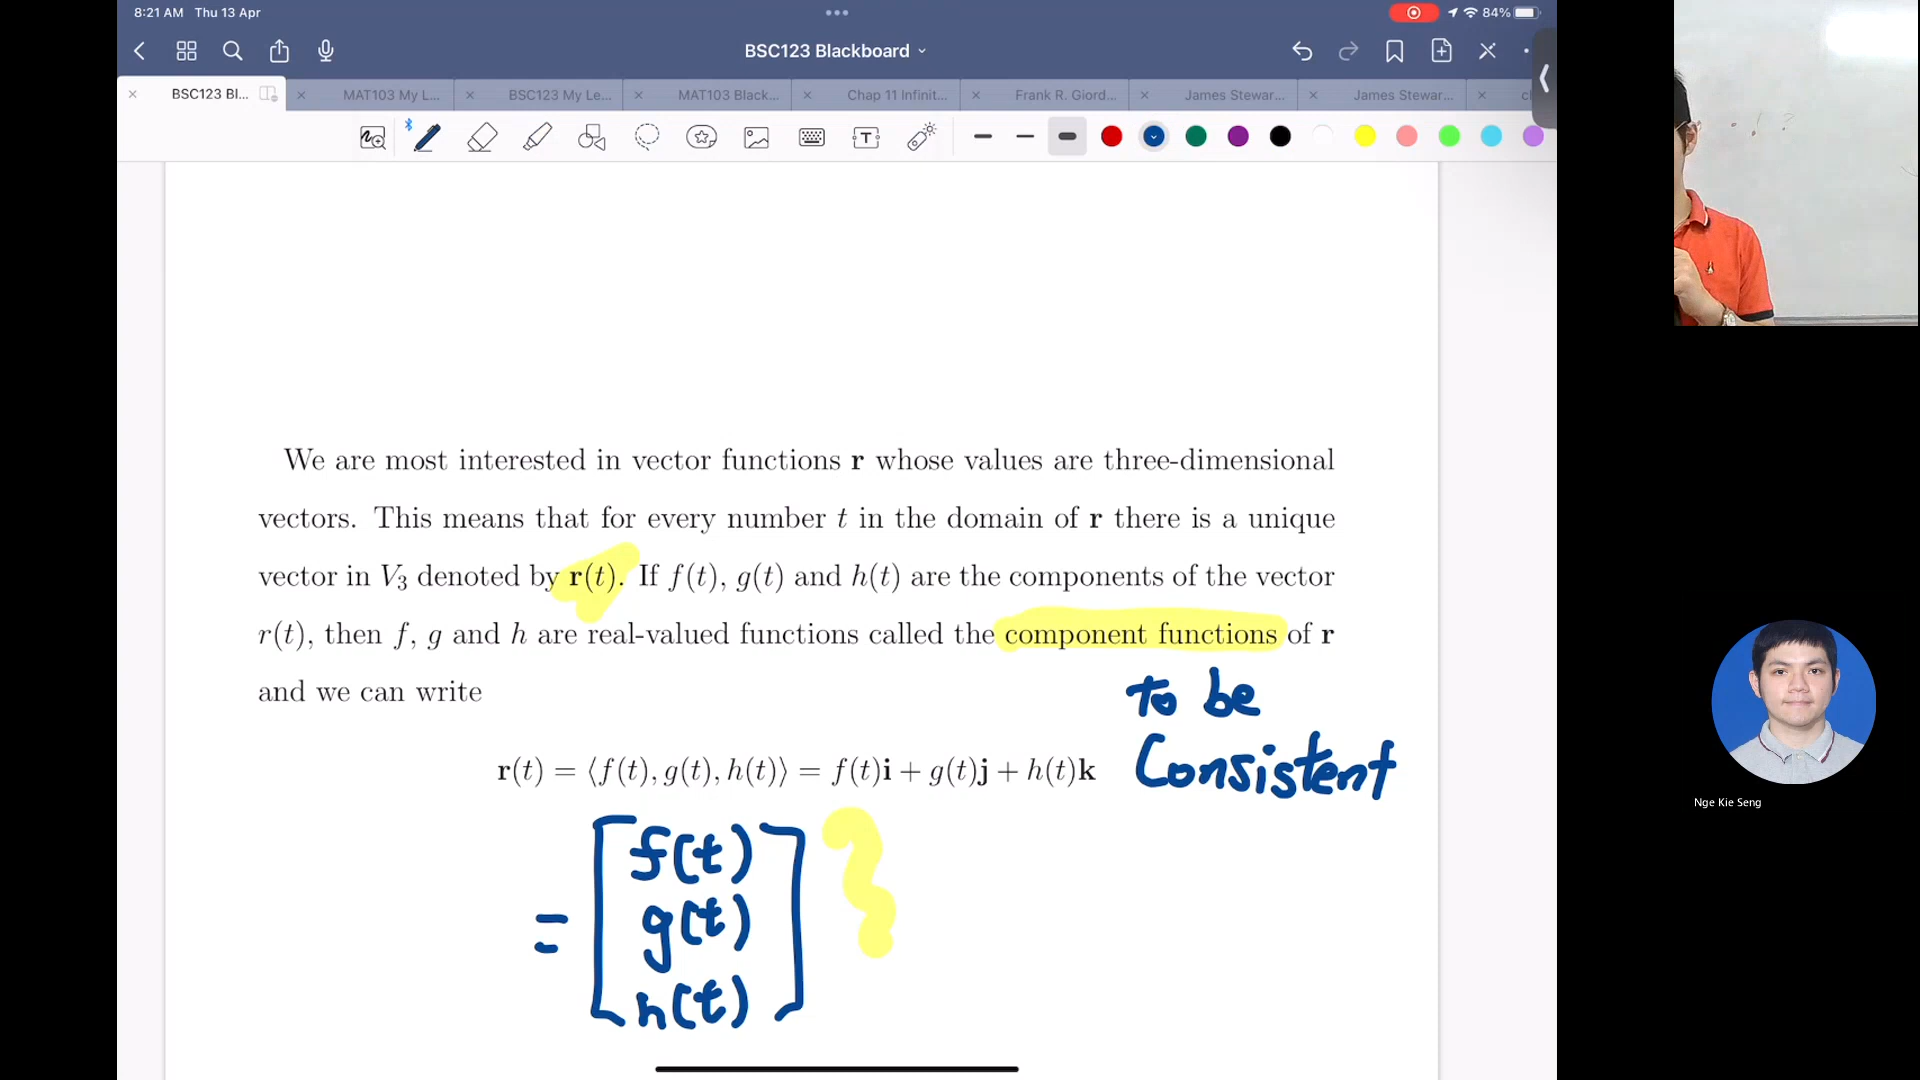 8:21 AM Thu 13 Apr
84%
BSC123 Blackboard
BSC123 Bl... MAT103 My L... BSC123 My Le... MAT103 Black... Chap 11 Infinit... Frank R. Giord... James Stewar... James Stewar...
We are most interested in vector functions r whose values are three-dimensional
vectors. This means that for every number t in the domain of r there is a unique
vector in V₃ denoted by r(t). If f(t), g(t) and h(t) are the components of the vector
r(t), then f, g and h are real-valued functions called the component functions of r
and we can write
to be
r(t) = ⟨f(t), g(t), h(t)⟩ = f(t)i + g(t)j + h(t)k
Consistent
f(t)
= g(t)
h(t)
Nge Kie Seng